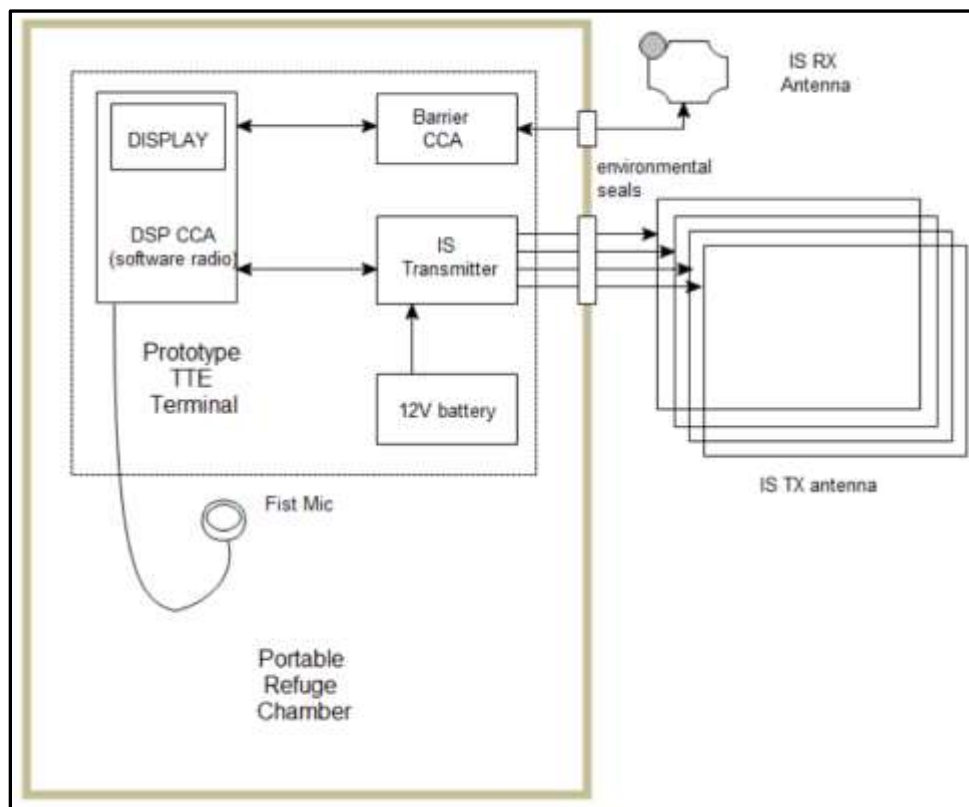 IS RX
Antenna
DISPLAY
Barrier
CCA
environmental
seals
DSP CCA
(software radio)
IS
Transmitter
Prototype
TTE
Terminal
12V battery
IS TX antenna
Fist Mic
Portable
Refuge
Chamber